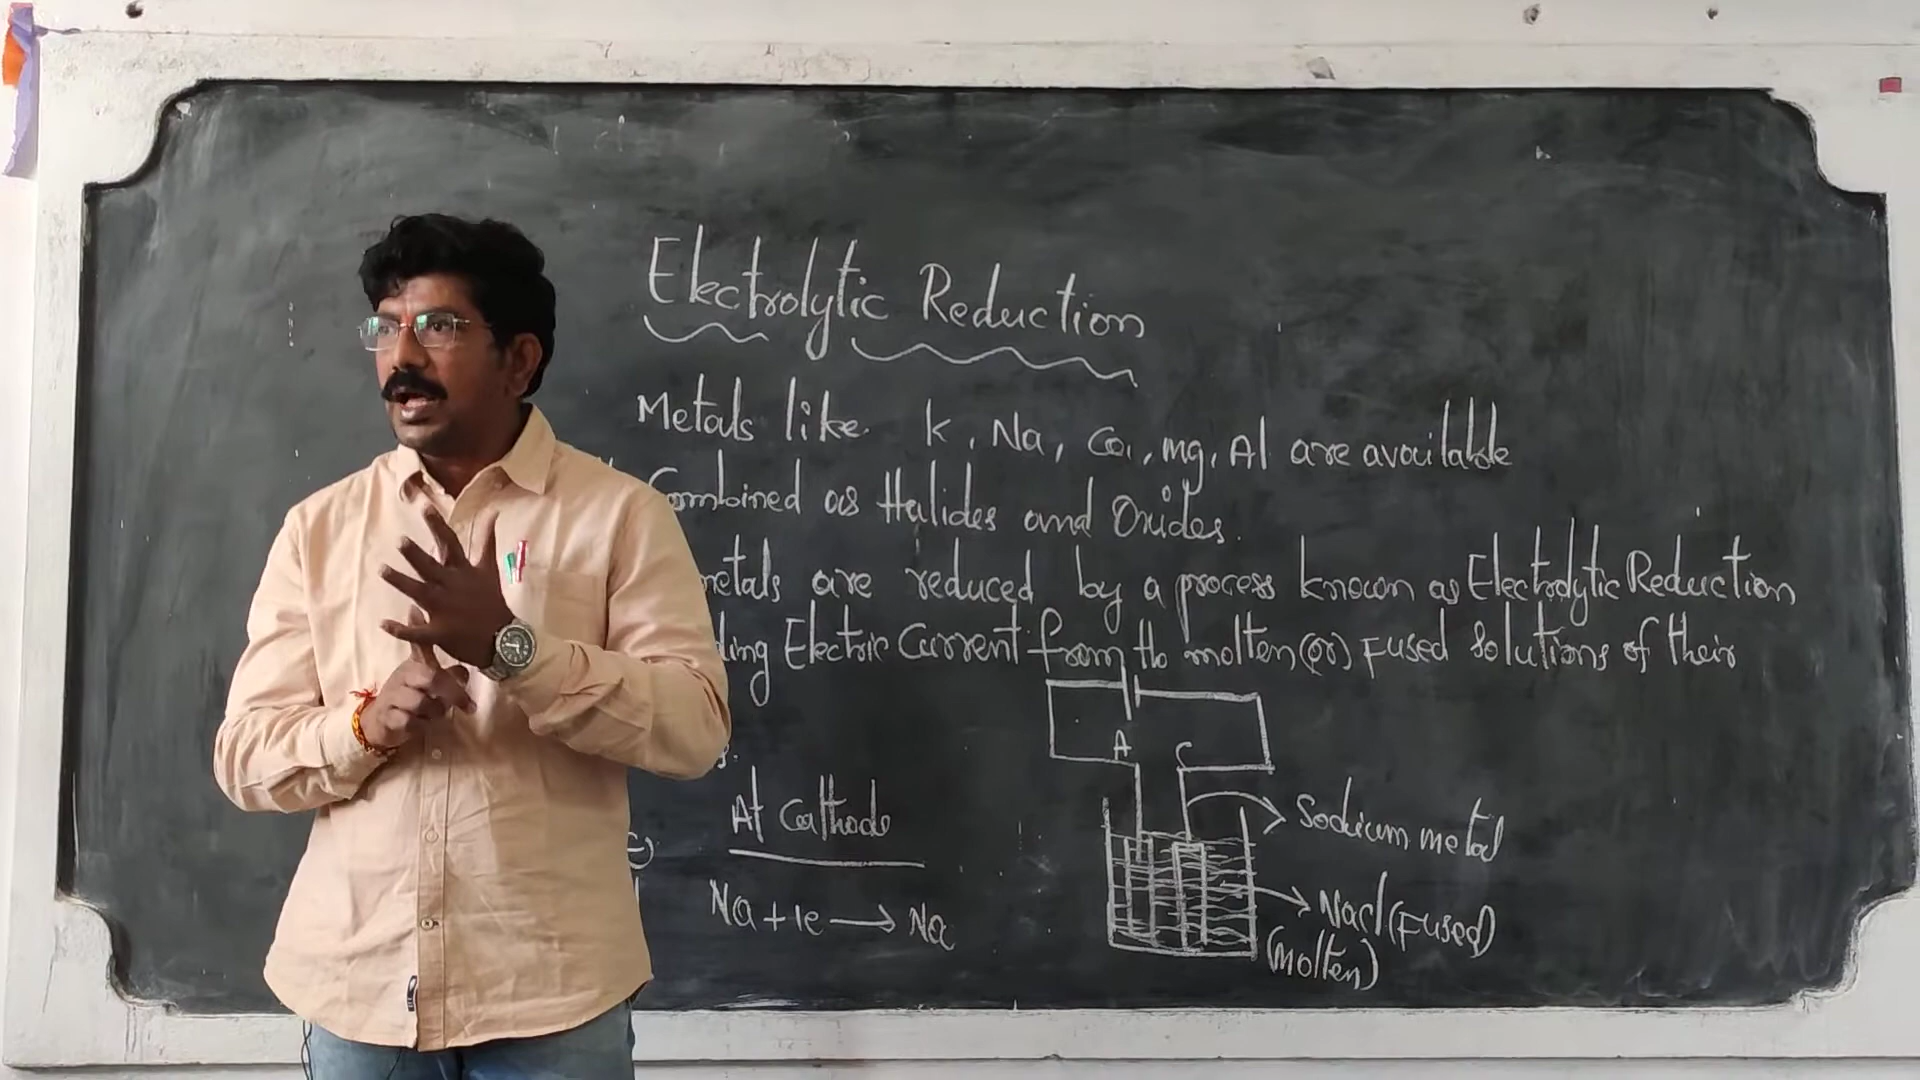 Electrolytic Reduction
Metals like K, Na, Ca, mg, Al are available
Combined as Halides and Oxides.
metals are reduced by a process known as Electrolytic Reduction
Electric Current from the molten (or) Fused Solutions of their
A
C
At Cathode
Sodium metal
Na + 1e → Na
Nacl (Fused)
(molten)